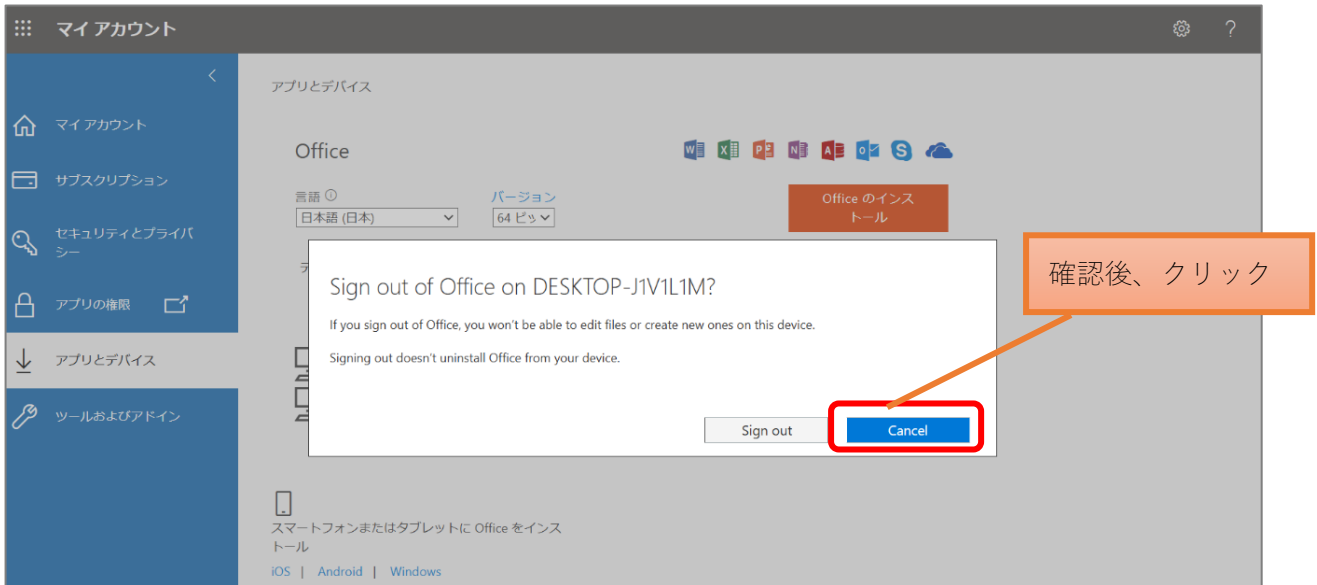 マイ アカウント
?
アプリとデバイス
マイ アカウント
サブスクリプション
セキュリティとプライバ
シー
アプリの権限
アプリとデバイス
ツールおよびアドイン
Office
言語
バージョン
日本語 (日本)
64 ビッ
Office のインス
トール
デ
Sign out of Office on DESKTOP-J1V1L1M?
If you sign out of Office, you won't be able to edit files or create new ones on this device.
Signing out doesn't uninstall Office from your device.
Sign out
Cancel
確認後、クリック
スマートフォンまたはタブレットに Office をインス
トール
iOS | Android | Windows